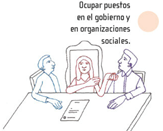 Ocupar puestos
en el gobierno y
en organizaciones
sociales.